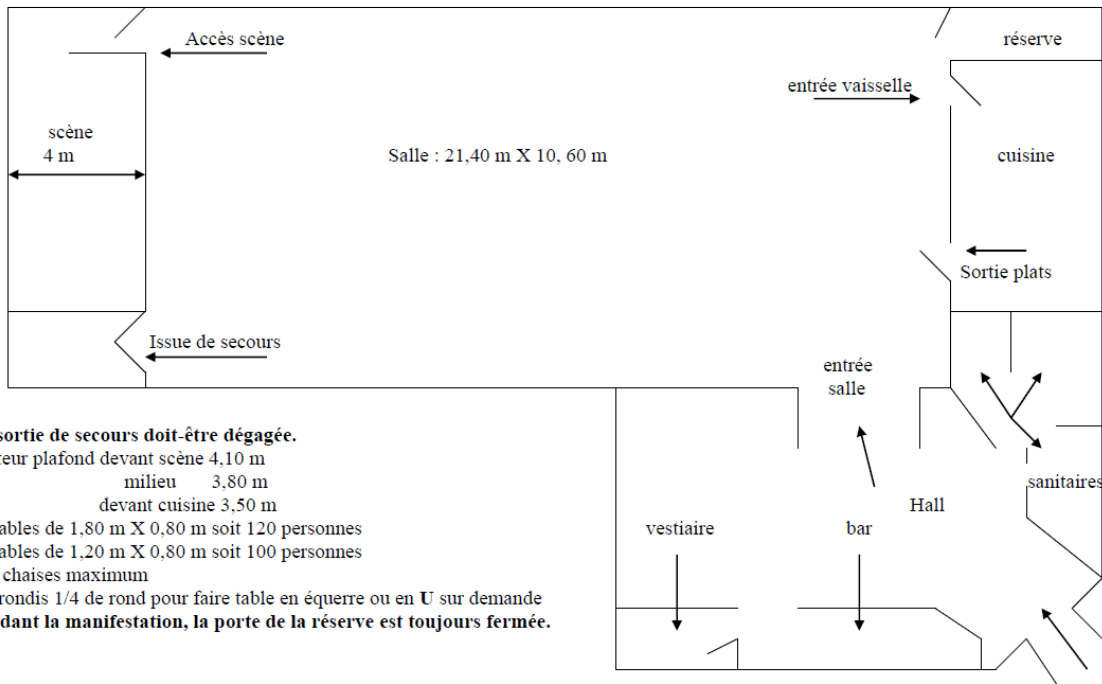 Accès scène
réserve
entrée vaisselle
scène
4 m
Salle : 21,40 m X 10, 60 m
cuisine
Sortie plats
Issue de secours
entrée
salle
sortie de secours doit-être dégagée.
teur plafond devant scène 4,10 m
milieu 3,80 m
devant cuisine 3,50 m
ables de 1,80 m X 0,80 m soit 120 personnes
ables de 1,20 m X 0,80 m soit 100 personnes
chaises maximum
rondis 1/4 de rond pour faire table en équerre ou en U sur demande
dant la manifestation, la porte de la réserve est toujours fermée.
sanitaires
Hall
vestiaire
bar